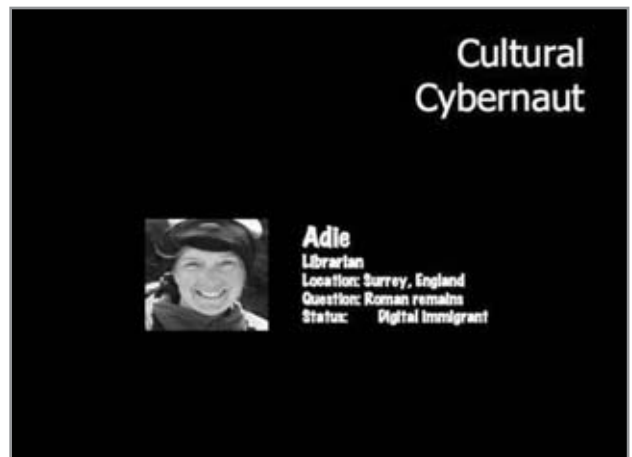 Cultural
Cybernaut
Adie
Librarian
Location: Surrey, England
Question: Roman remains
Status: Digital Immigrant